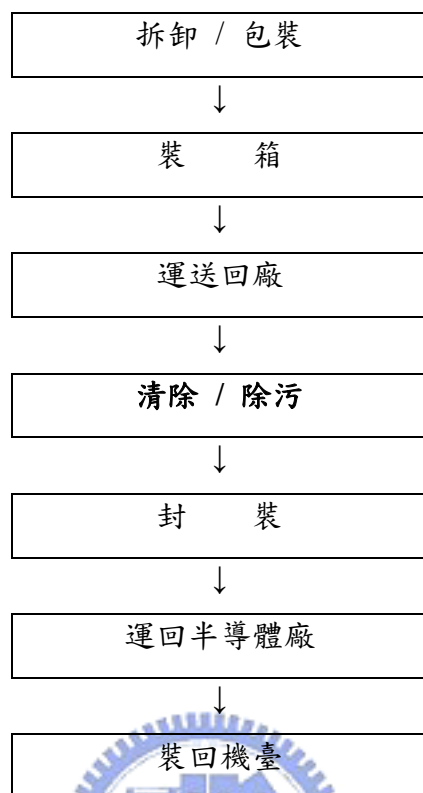 拆卸 / 包裝
↓
裝 箱
↓
運送回廠
↓
清除 / 除污
↓
封 裝
↓
運回半導體廠
↓
裝回機臺